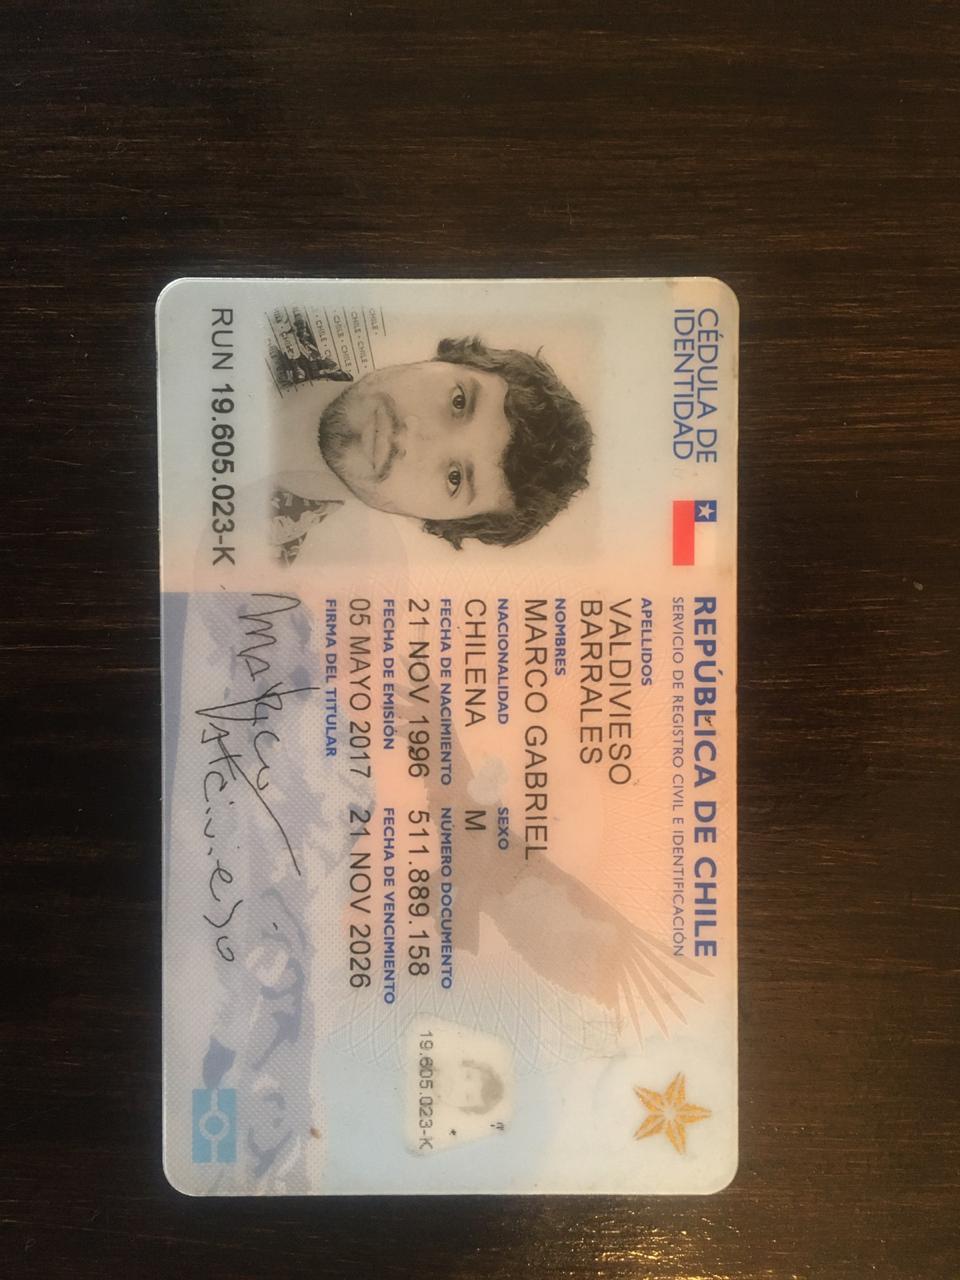 CÉDULA DE
IDENTIDAD
REPÚBLICA DE CHILE
SERVICIO DE REGISTRO CIVIL E IDENTIFICACIÓN
APELLIDOS
VALDIVIESO
BARRALES
NOMBRES
MARCO GABRIEL
NACIONALIDAD SEXO
CHILENA M
FECHA DE NACIMIENTO NÚMERO DOCUMENTO
21 NOV 1996 511.889.158
FECHA DE EMISIÓN FECHA DE VENCIMIENTO
05 MAYO 2017 21 NOV 2026
FIRMA DEL TITULAR
CHILE CHILE CHILE
19.605.023-K
RUN 19.605.023-K
Marco Valdivieso